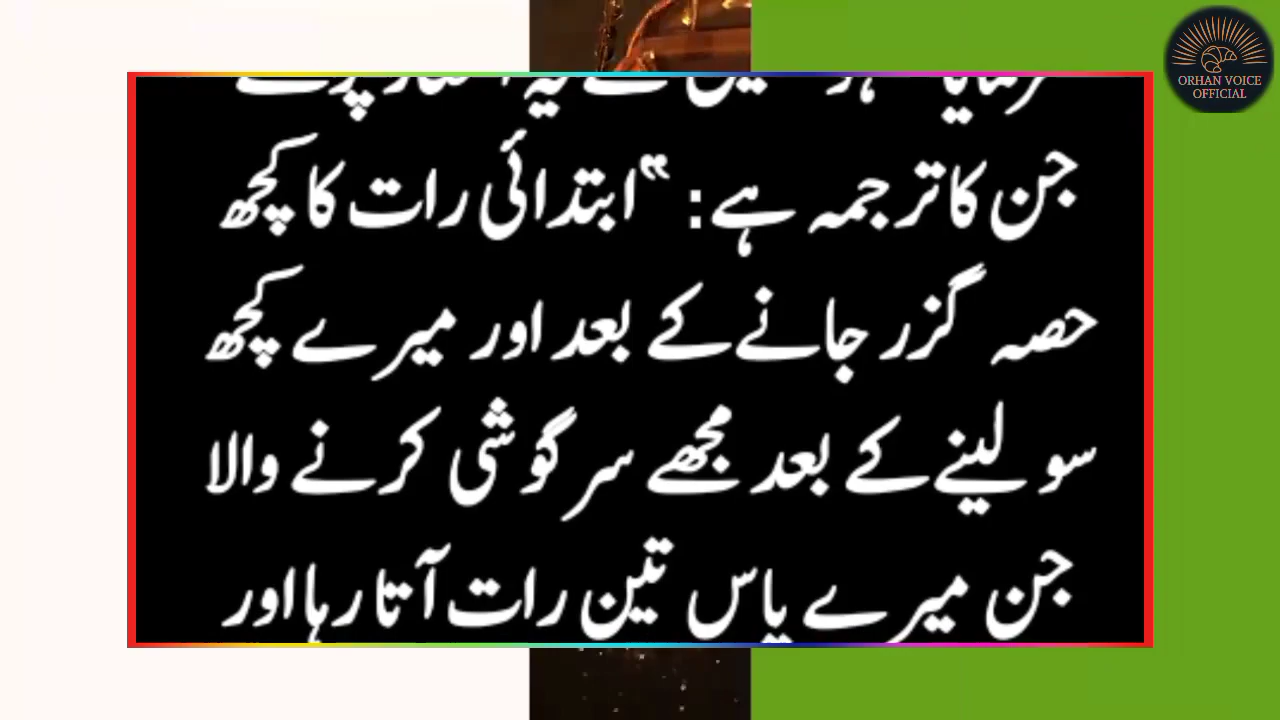 یہ
جن کا ترجمہ ہے: “ابتدائی رات کا کچھ
حصہ گزر جانے کے بعد اور میرے کچھ
سو لینے کے بعد مجھے سرگوشی کرنے والا
جن میرے پاس تین رات آتا رہا اور
ORHAN VOICE
OFFICIAL